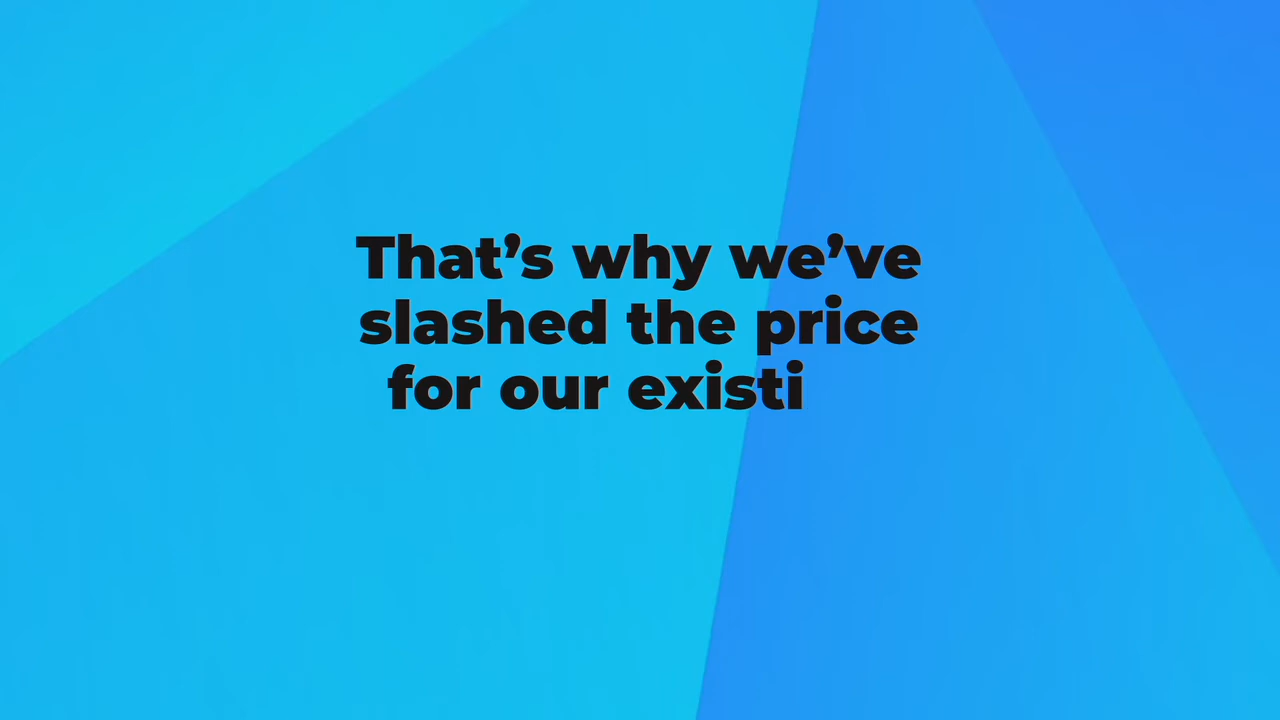 That’s why we’ve
slashed the price
for our existi